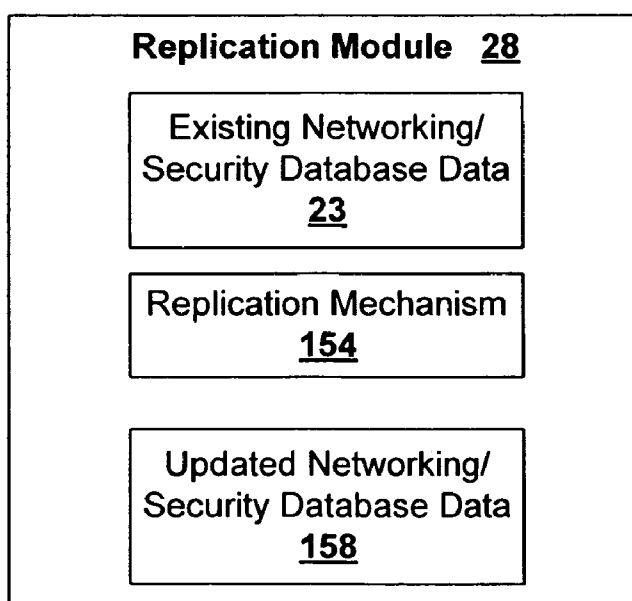 Replication Module 28
Existing Networking/
Security Database Data
23
Replication Mechanism
154
Updated Networking/
Security Database Data
158